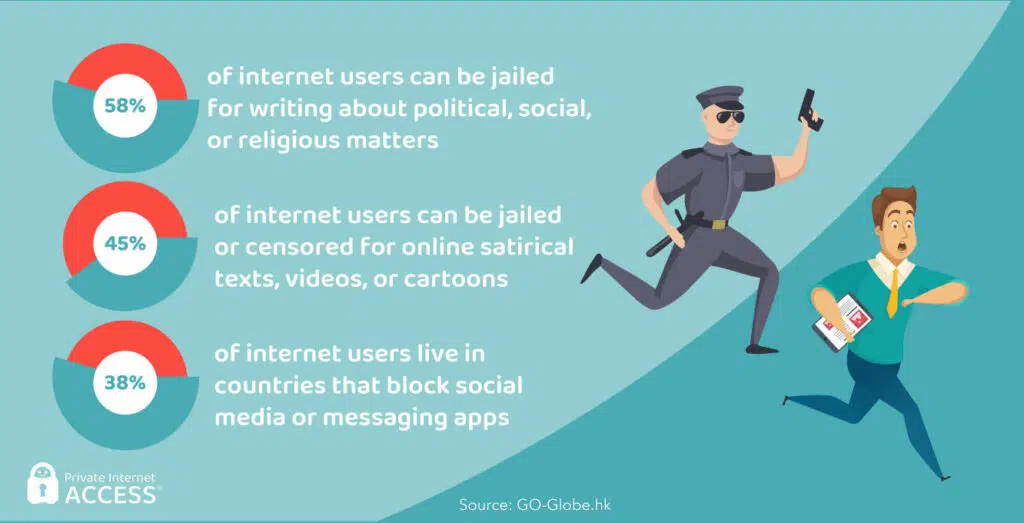 58%
of internet users can be jailed
for writing about political, social,
or religious matters
45%
of internet users can be jailed
or censored for online satirical
texts, videos, or cartoons
38%
of internet users live in
countries that block social
media or messaging apps
Private Internet
ACCESS®
Source: GO-Globe.hk